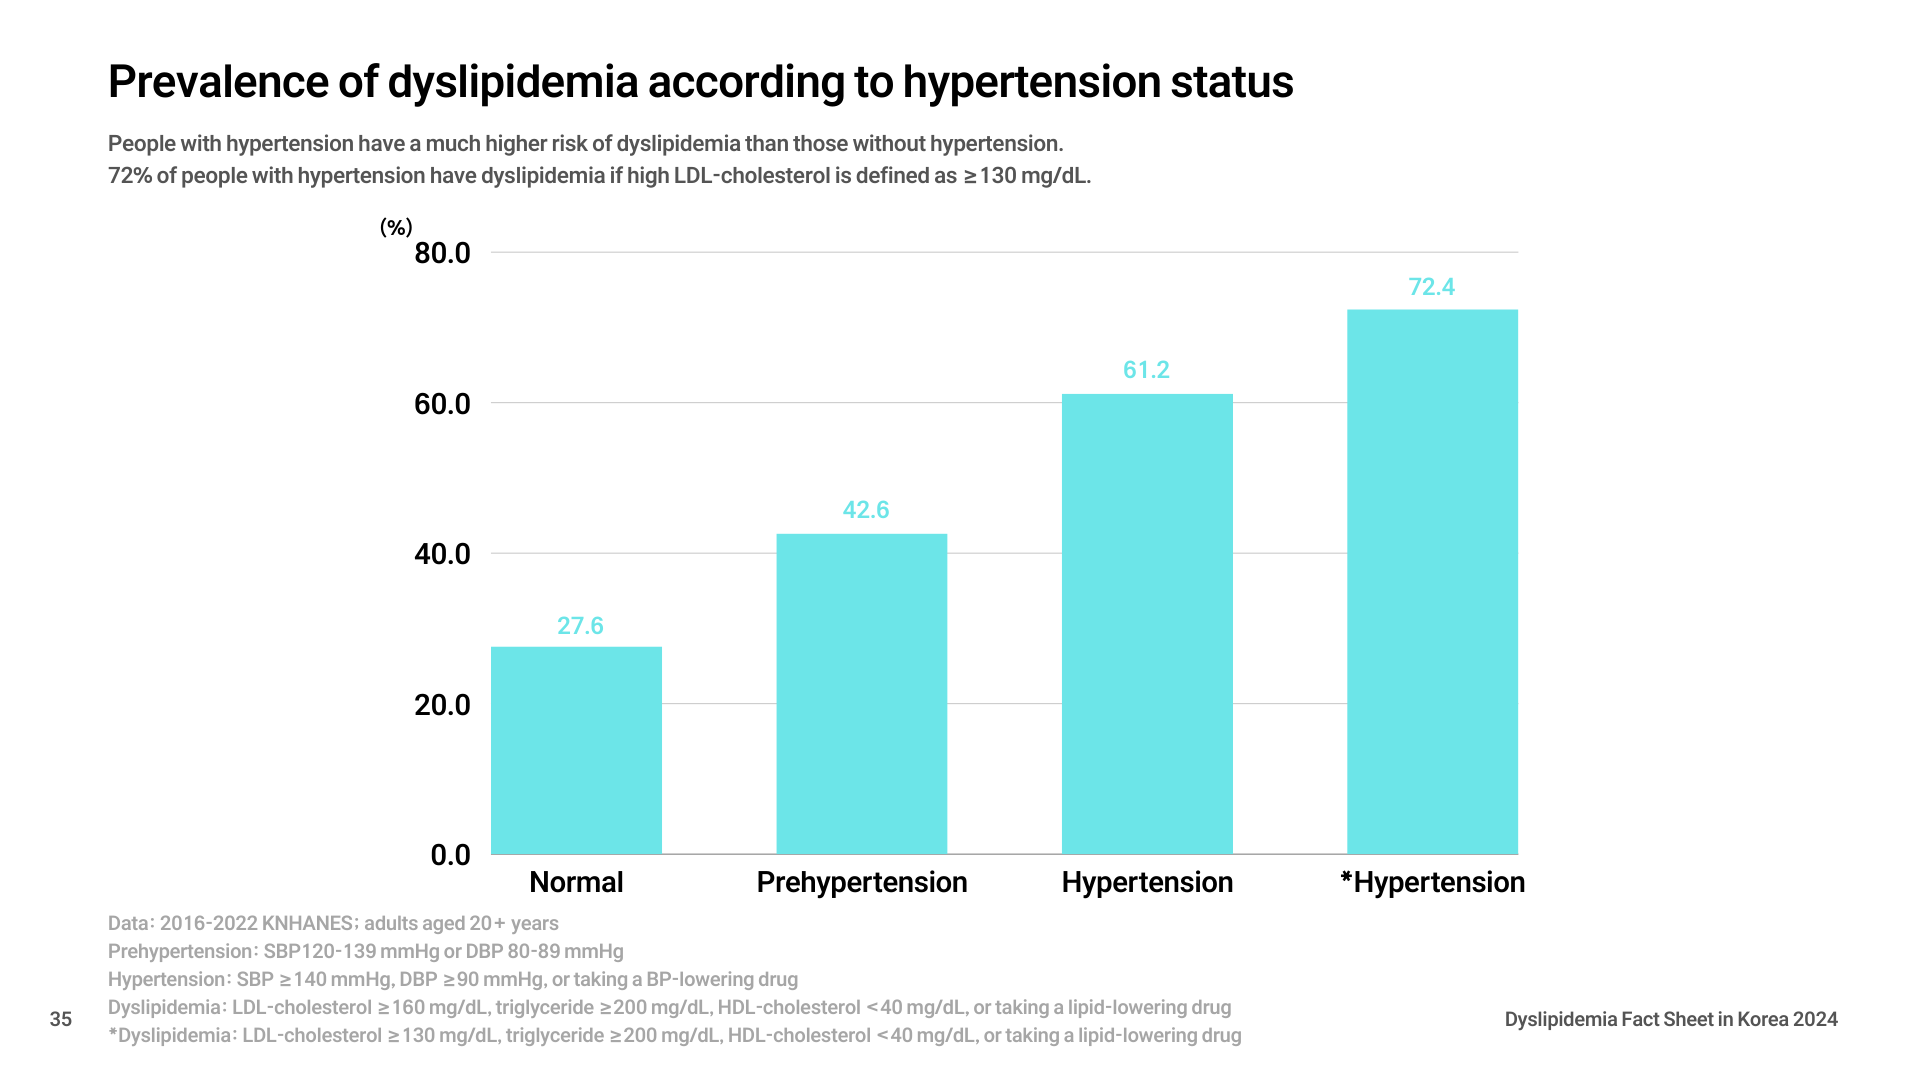 Prevalence of dyslipidemia according to hypertension status
People with hypertension have a much higher risk of dyslipidemia than those without hypertension.
72% of people with hypertension have dyslipidemia if high LDL-cholesterol is defined as ≥130 mg/dL.
(%)
80.0
60.0
40.0
20.0
0.0
27.6
42.6
61.2
72.4
Normal
Prehypertension
Hypertension
*Hypertension
Data: 2016-2022 KNHANES; adults aged 20+ years
Prehypertension: SBP120-139 mmHg or DBP 80-89 mmHg
Hypertension: SBP ≥140 mmHg, DBP ≥90 mmHg, or taking a BP-lowering drug
Dyslipidemia: LDL-cholesterol ≥160 mg/dL, triglyceride ≥200 mg/dL, HDL-cholesterol <40 mg/dL, or taking a lipid-lowering drug
*Dyslipidemia: LDL-cholesterol ≥130 mg/dL, triglyceride ≥200 mg/dL, HDL-cholesterol <40 mg/dL, or taking a lipid-lowering drug
35
Dyslipidemia Fact Sheet in Korea 2024